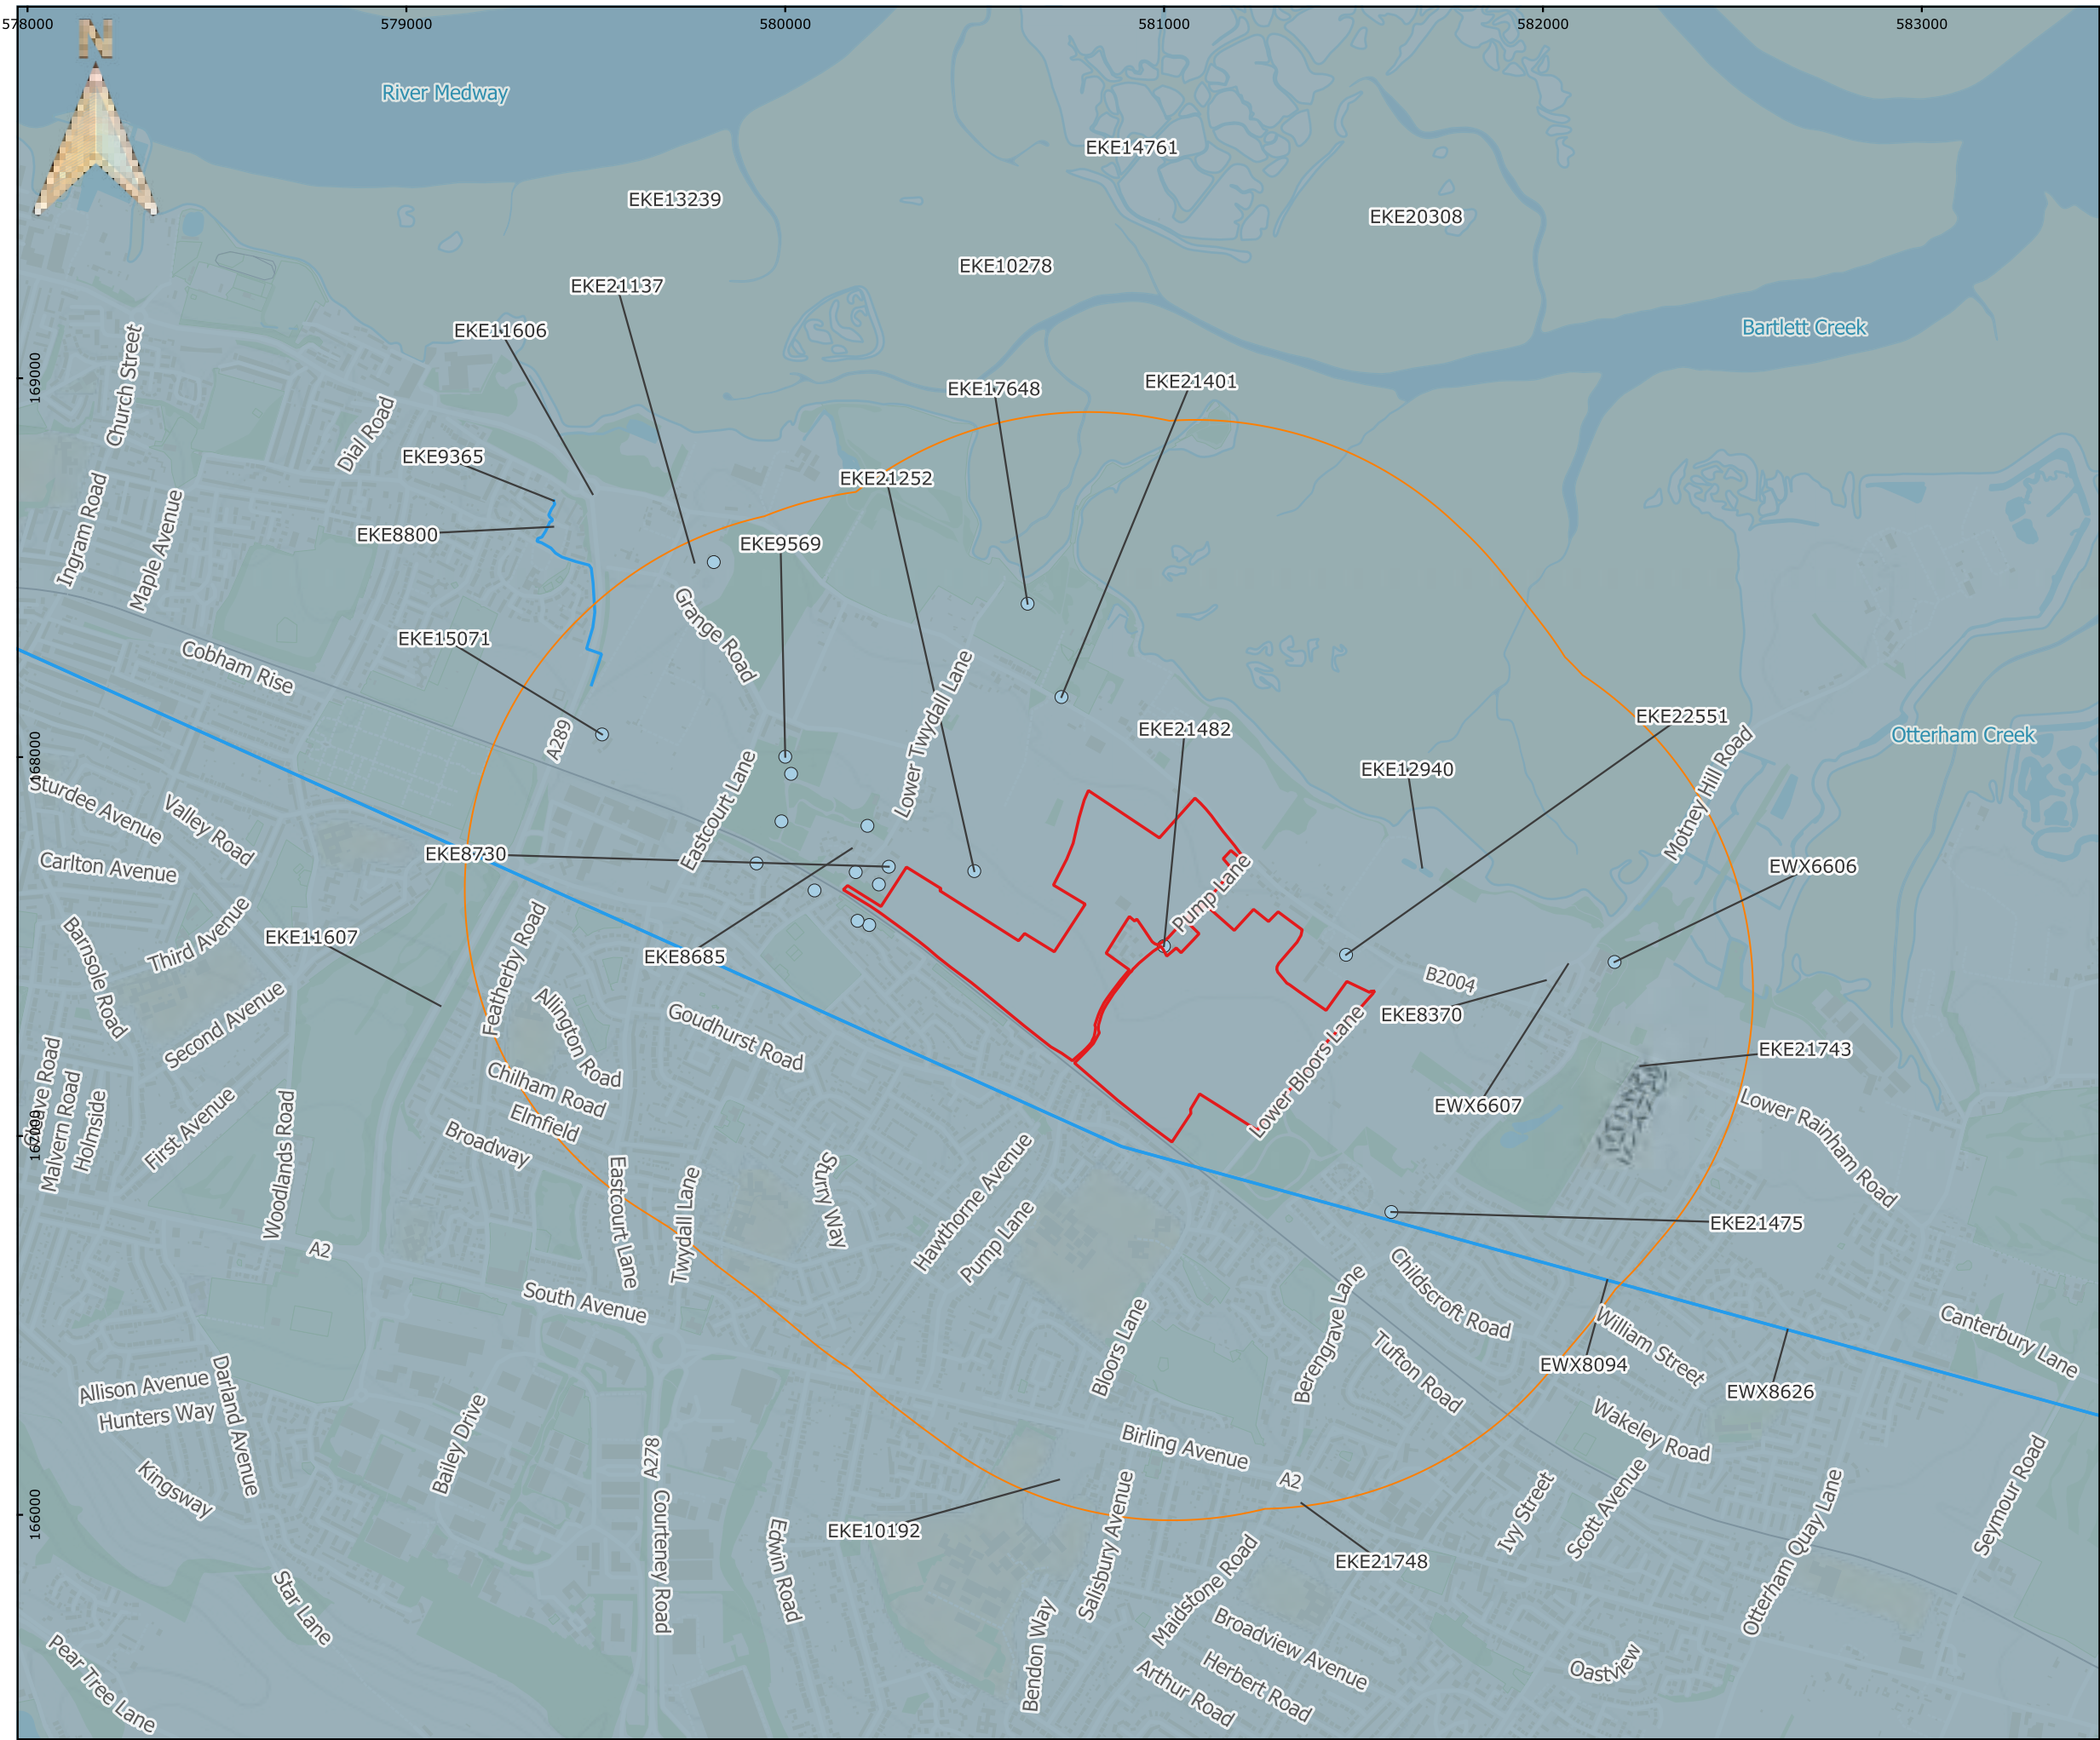 578000
579000
580000
581000
582000
583000
N
River Medway
EKE14761
EKE13239
EKE20308
EKE10278
EKE21137
EKE11606
Bartlett Creek
169000
Church Street
Dial Road
EKE17648
EKE21401
EKE9365
EKE21252
Ingram Road
Maple Avenue
EKE8800
EKE9569
Grange Road
EKE15071
Cobham Rise
Lower Twydall Lane
EKE22551
EKE21482
Otterham Creek
A289
168000
EKE12940
Motney Hill Road
Sturdee Avenue
Valley Road
Eastcourt Lane
EKE8730
Carlton Avenue
EWX6606
Pump Lane
Third Avenue
EKE11607
Barnsole Road
Featherby Road
EKE8685
B2004
EKE8370
Second Avenue
Allington Road
Goudhurst Road
EKE21743
Lower Bloors Lane
Chilham Road
EWX6607
Malvern Road
Holmside
167000
First Avenue
Elmfield
Broadway
Lower Rainham Road
Woodlands Road
Eastcourt Lane
Twydall Lane
Sturry Way
Hawthorne Avenue
Pump Lane
EKE21475
A2
South Avenue
Childscroft Road
Berengrave Lane
Bloors Lane
William Street
Canterbury Lane
EWX8094
Tufton Road
EWX8626
Allison Avenue
Hunters Way
Darland Avenue
Bailey Drive
A278
Birling Avenue
A2
Wakeley Road
Kingsway
166000
Courteney Road
Edwin Road
EKE10192
Salisbury Avenue
Ivy Street
Scott Avenue
Otterham Quay Lane
Seymour Road
EKE21748
Star Lane
Maidstone Road
Broadview Avenue
Bendon Way
Herbert Road
Arthur Road
Oastview
Pear Tree Lane